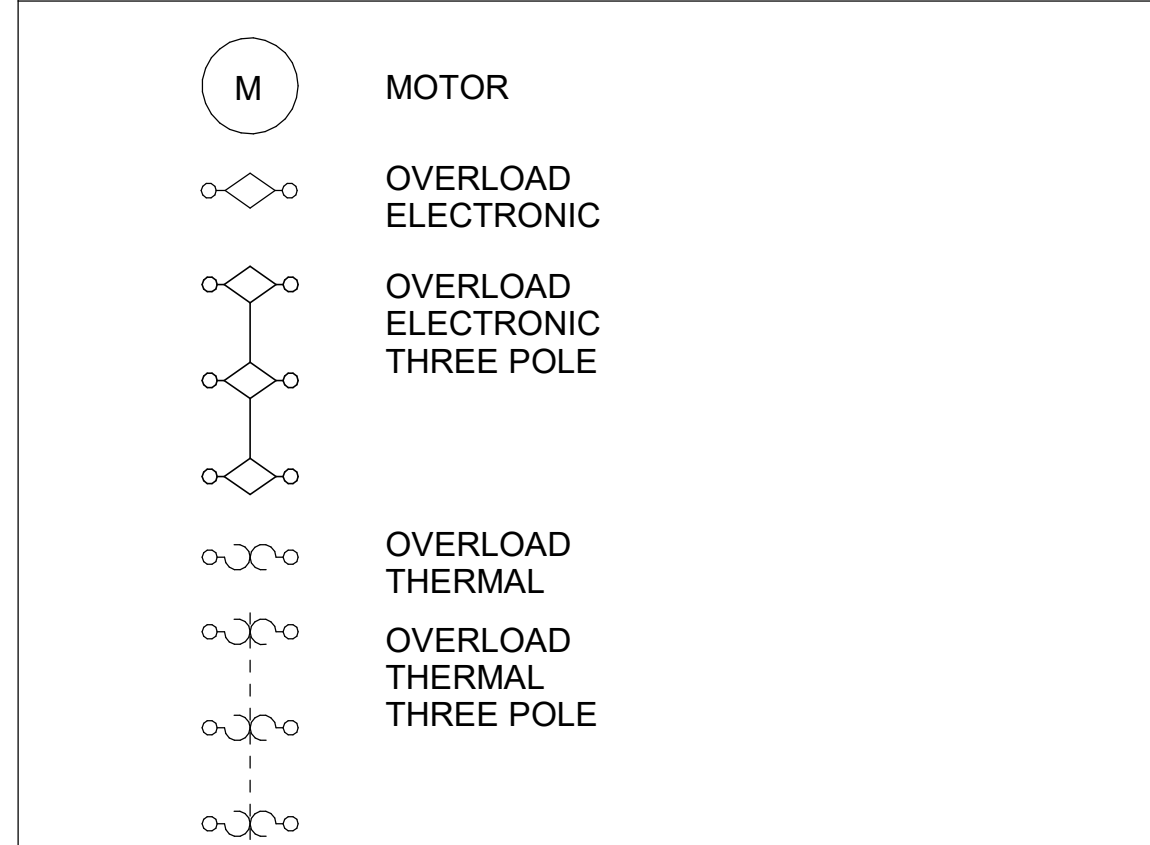 M
MOTOR
OVERLOAD
ELECTRONIC
OVERLOAD
ELECTRONIC
THREE POLE
OVERLOAD
THERMAL
OVERLOAD
THERMAL
THREE POLE